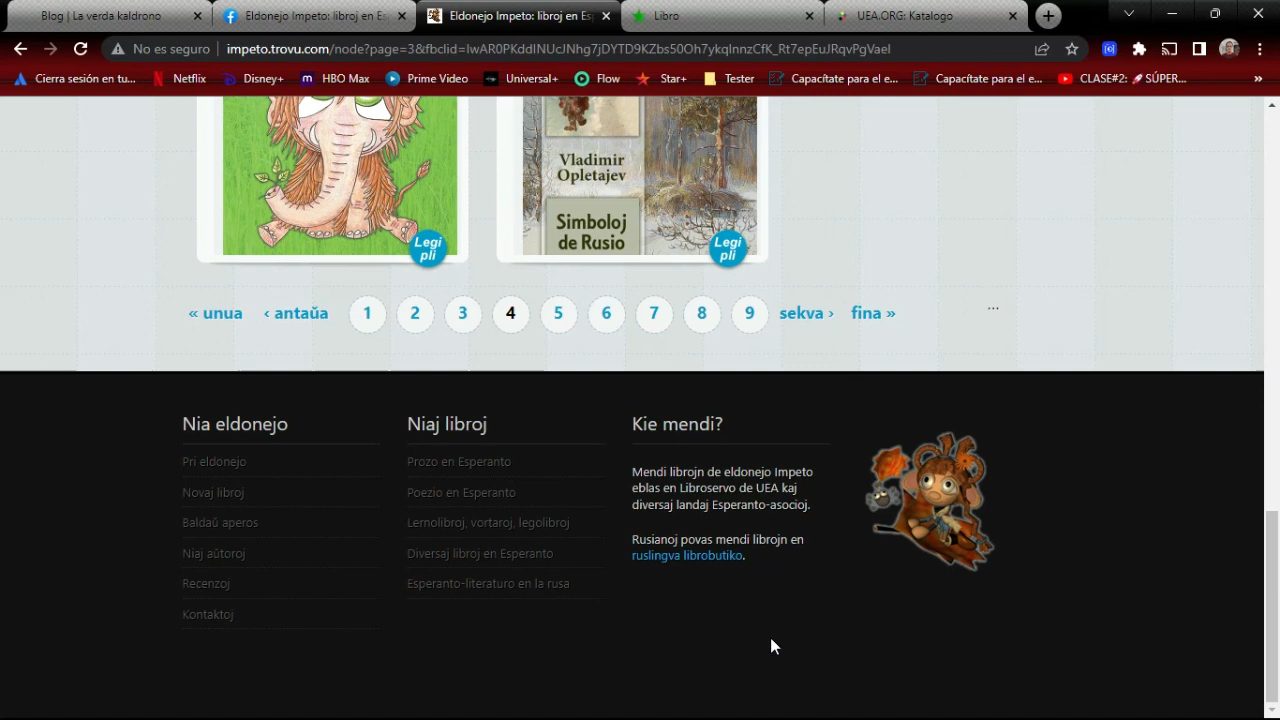 Blog | La verda kaldrono
Eldonejo Impeto: libroj en Es
Eldonejo Impeto: libroj en Esp
Libro
UEA.ORG: Katalogo
No es seguro
impeto.trovu.com/node?page=3&fbclid=IwAR0PKddINUcJNhg7jDYTD9KZbs50Oh7ykqInnzCfK_Rt7epEuJRqvPgVaeI
Cierra sesión en tu...
Netflix
Disney+
HBO Max
Prime Video
Universal+
Flow
Star+
Tester
Capacítate para el e...
Capacítate para el e...
CLASE#2: 🚀SÚPER...
»
Vladimir
Opletajev
Simboloj
de Rusio
Legi
pli
Legi
pli
« unua ‹ antaŭa 1 2 3 4 5 6 7 8 9 sekva › fina » ...
Nia eldonejo
Pri eldonejo
Novaj libroj
Baldaŭ aperos
Niaj aŭtoroj
Recenzoj
Kontaktoj
Niaj libroj
Prozo en Esperanto
Poezio en Esperanto
Lernolibroj, vortaroj, legolibroj
Diversaj libroj en Esperanto
Esperanto-literaturo en la rusa
Kie mendi?
Mendi librojn de eldonejo Impeto
eblas en Libroservo de UEA kaj
diversaj landaj Esperanto-asocioj.
Rusianoj povas mendi librojn en
ruslingva librobutiko.